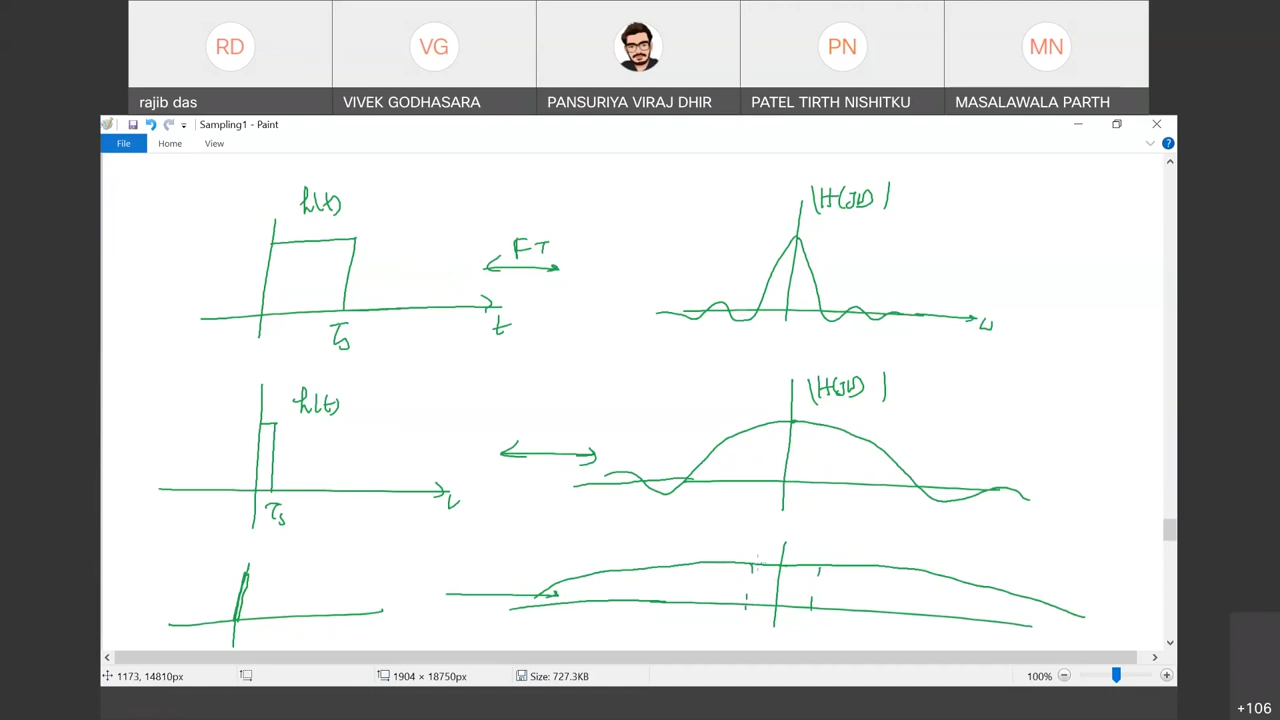 RD
VG
PN
MN
rajib das
VIVEK GODHASARA
PANSURIYA VIRAJ DHIR
PATEL TIRTH NISHITKU
MASALAWALA PARTH
Sampling1 - Paint
File
Home
View
h(t)
|H(jω)|
FT
t
τs
ω
h(t)
|H(jω)|
t
τs
1173, 14810px
1904 × 18750px
Size: 727.3KB
100%
+106